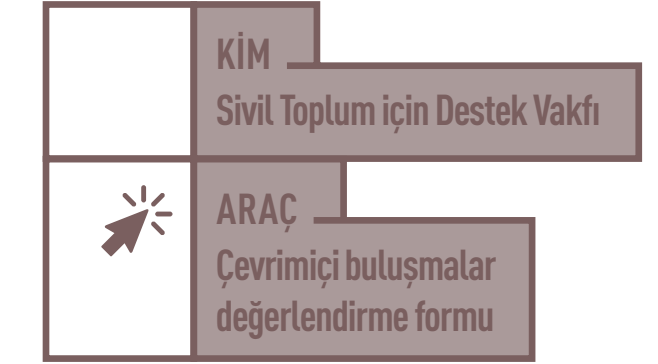 KİM
Sivil Toplum için Destek Vakfı
ARAÇ
Çevrimiçi buluşmalar
değerlendirme formu